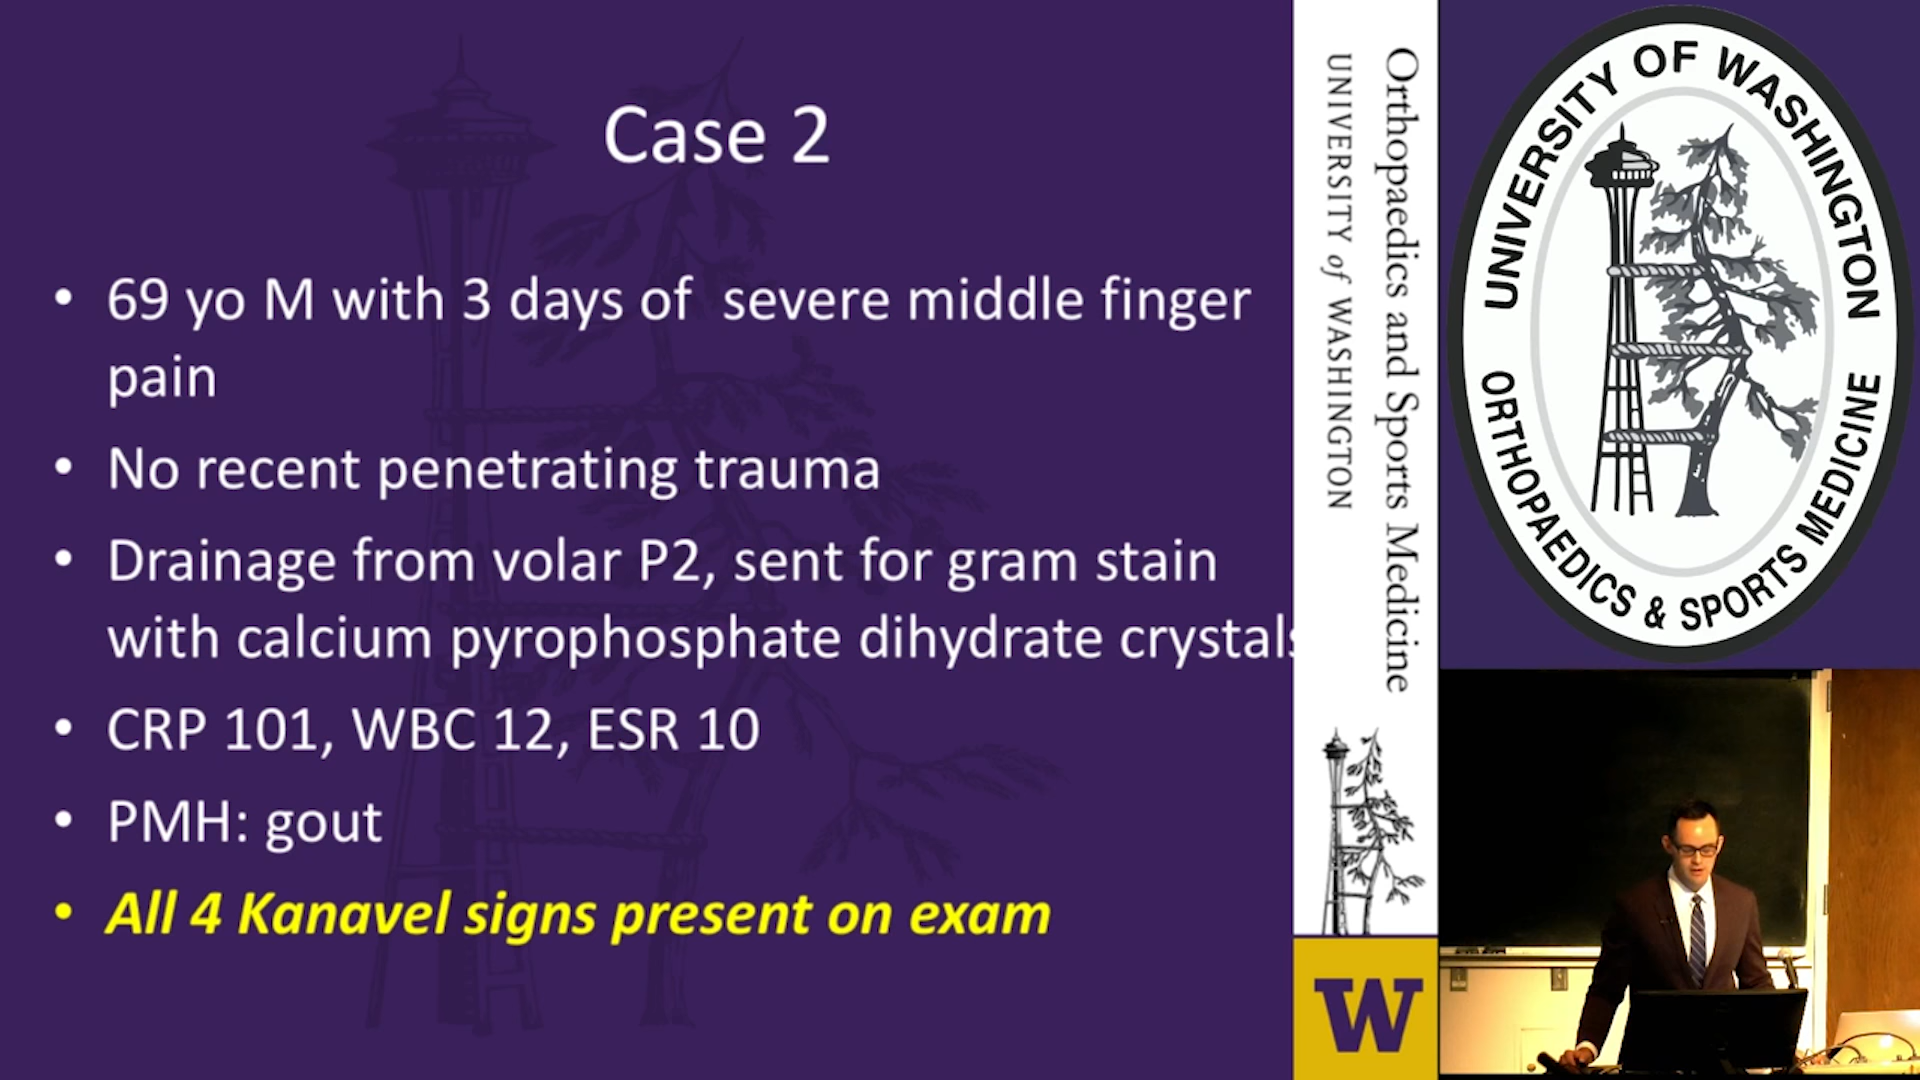 Case 2
• 69 yo M with 3 days of  severe middle finger
pain
• No recent penetrating trauma
• Drainage from volar P2, sent for gram stain
with calcium pyrophosphate dihydrate crystals
• CRP 101, WBC 12, ESR 10
• PMH: gout
• All 4 Kanavel signs present on exam
Orthopaedics and Sports Medicine
UNIVERSITY of WASHINGTON
W
UNIVERSITY OF WASHINGTON
ORTHOPAEDICS & SPORTS MEDICINE